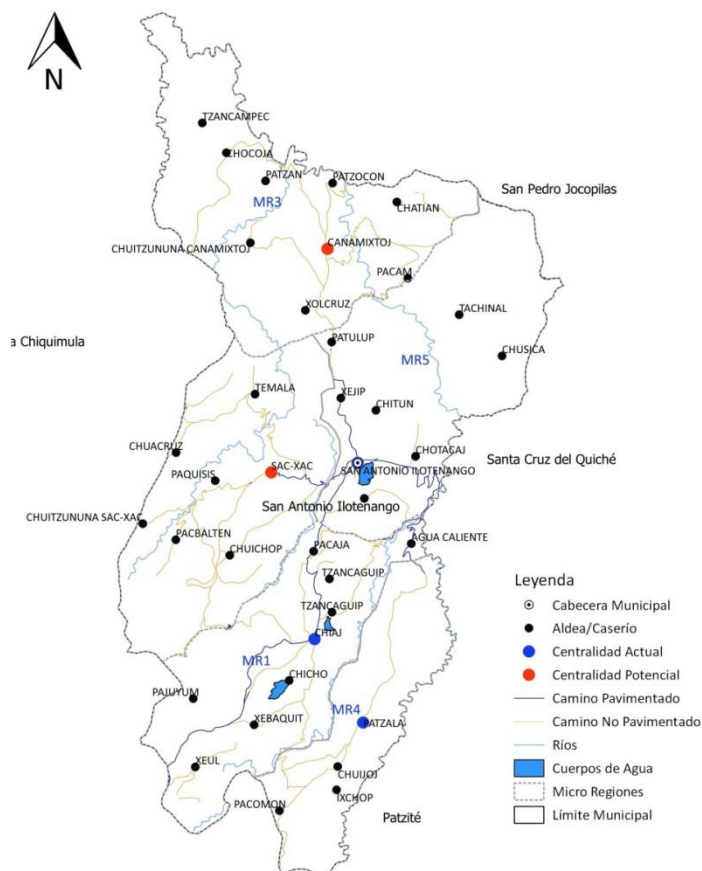 N
TZANCAMPEC
CHOCOJA
PATZAN
PATZOCON
San Pedro Jocopilas
MR3
CHATIAN
CHUITZUNUNA CANAMIXTOJ
CANAMIXTOJ
PACAM
XOLCRUZ
TACHINAL
a Chiquimula
PATULUP
CHUSICA
MR5
TEMALA
XEJIP
CHITUN
CHUACRUZ
CHOTACAJ
SAC-XAC
SAN ANTONIO ILOTENANGO
Santa Cruz del Quiché
PAQUISIS
San Antonio Ilotenango
CHUITZUNUNA SAC-XAC
PACBALTEN
CHUICHOP
PACAJA
AGUA CALIENTE
TZANCAGUIP
TZANCAGUIP
CHIAJ
MR1
CHICHO
PAJUYUM
MR4
XEBAQUIT
PATZALA
XEUL
CHUIJOJ
IXCHOP
PACOMON
Patzité
Leyenda
Cabecera Municipal
Aldea/Caserío
Centralidad Actual
Centralidad Potencial
Camino Pavimentado
Camino No Pavimentado
Ríos
Cuerpos de Agua
Micro Regiones
Límite Municipal